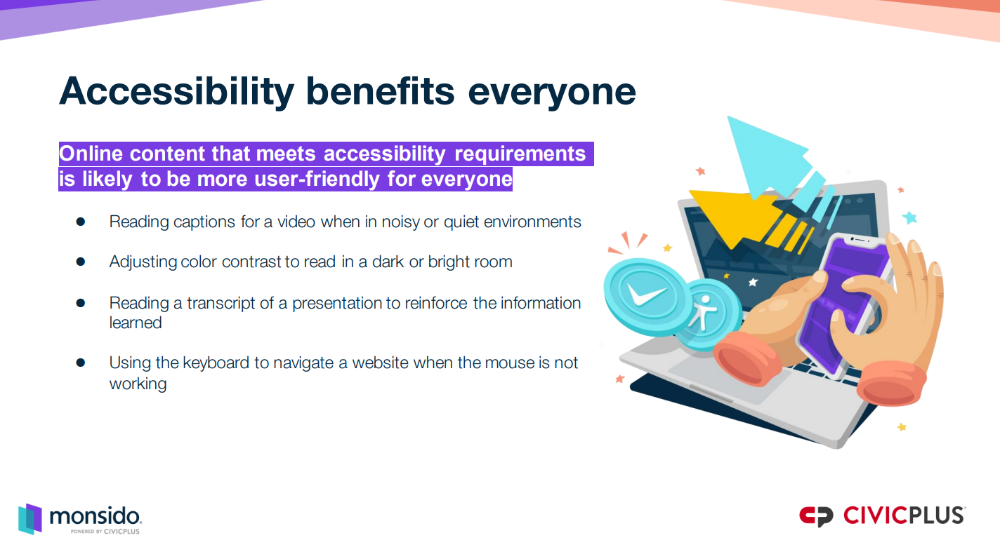 Accessibility benefits everyone
Online content that meets accessibility requirements
is likely to be more user-friendly for everyone
● Reading captions for a video when in noisy or quiet environments
● Adjusting color contrast to read in a dark or bright room
● Reading a transcript of a presentation to reinforce the information
learned
● Using the keyboard to navigate a website when the mouse is not
working
monsido
POWERED BY CIVICPLUS
CP CIVICPLUS